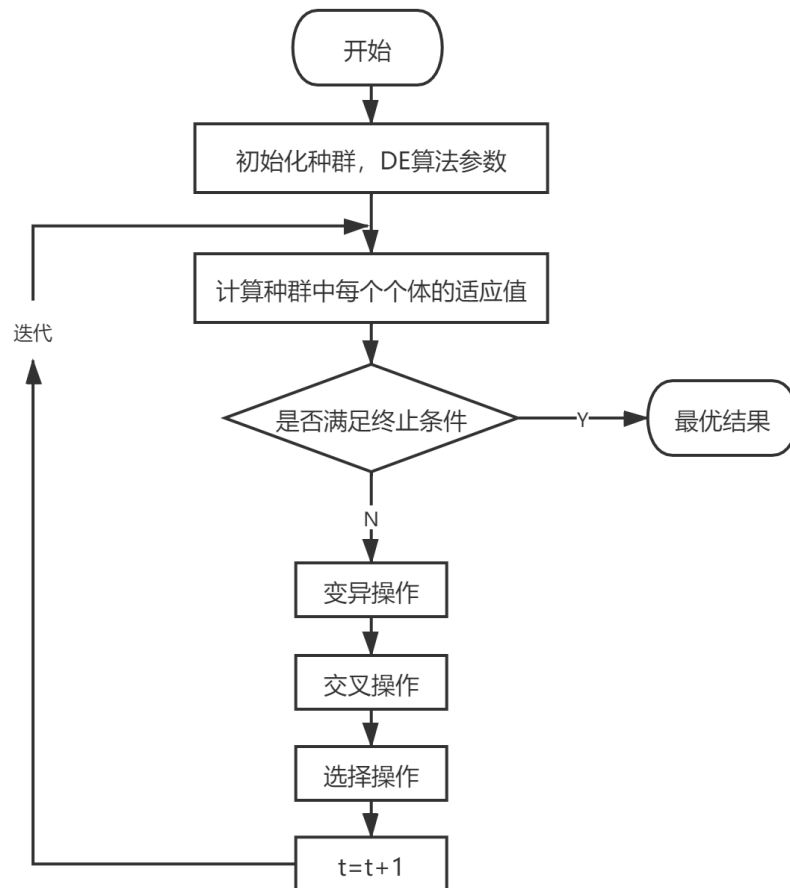 开始
初始化种群，DE算法参数
计算种群中每个个体的适应值
迭代
是否满足终止条件
Y
最优结果
N
变异操作
交叉操作
选择操作
t=t+1